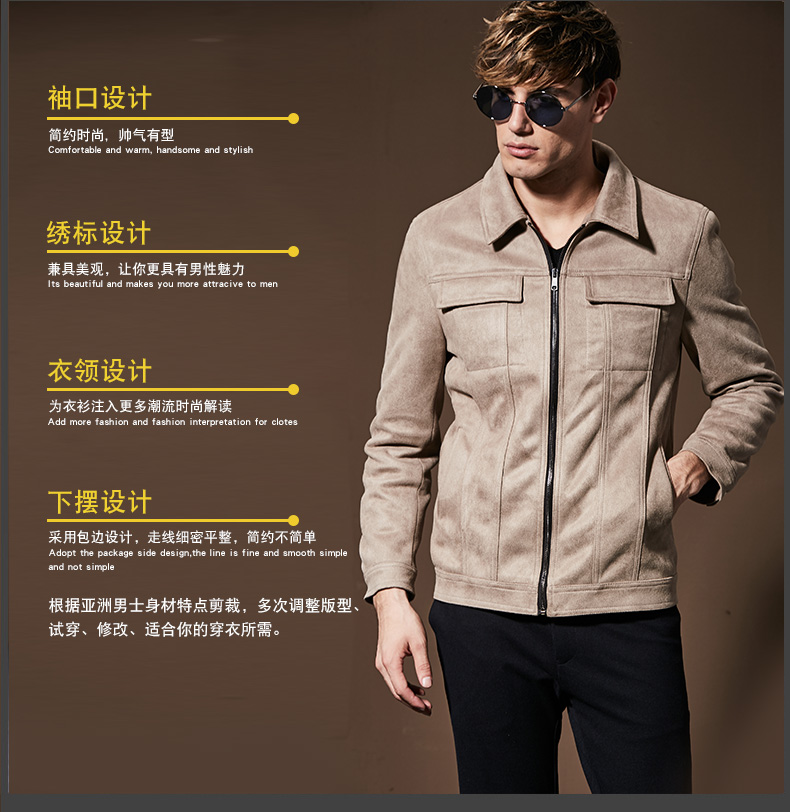 袖口设计
简约时尚，帅气有型
Comfortable and warm, handsome and stylish
绣标设计
兼具美观，让你更具有男性魅力
Its beautiful and makes you more attracive to men
衣领设计
为衣衫注入更多潮流时尚解读
Add more fashion and fashion interpretation for clotes
下摆设计
采用包边设计，走线细密平整，简约不简单
Adopt the package side design,the line is fine and smooth simple
and not simple
根据亚洲男士身材特点剪裁，多次调整版型、
试穿、修改、适合你的穿衣所需。